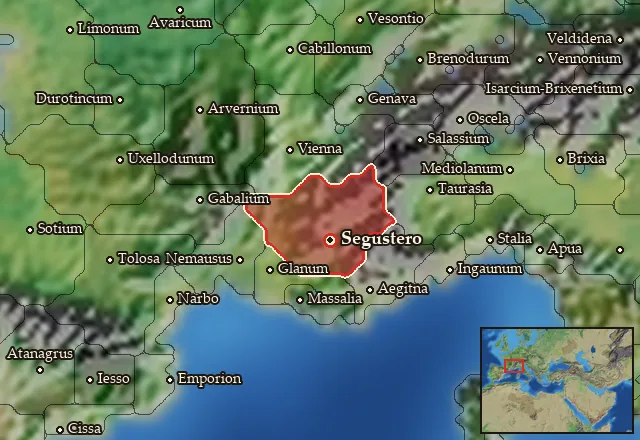 Vesontio
Limonum
Avaricum
Veldidena
Cabillonum
Brenodurum
Vennonium
Isarcium-Brixenetium
Durotincum
Genava
Arvernium
Oscela
Salassium
Vienna
Uxellodunum
Brixia
Mediolanum
Taurasia
Gabalium
Sotium
Segustero
Stalia
Apua
Tolosa
Nemausus
Glanum
Ingaunum
Aegitna
Narbo
Massalia
Atanagrus
Iesso
Emporion
Cissa